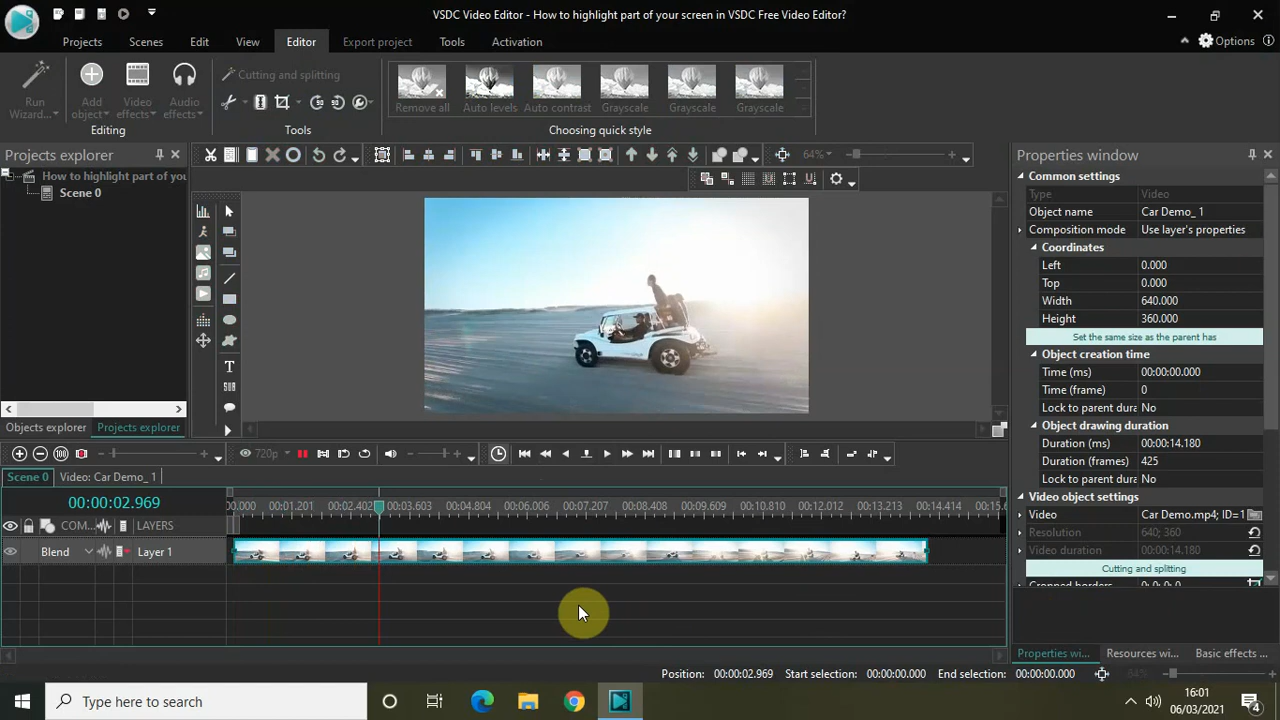 VSDC Video Editor - How to highlight part of your screen in VSDC Free Video Editor?
Projects Scenes Edit View Editor Export project Tools Activation Options
Run Wizard...
Add object
Video effects
Audio effects
Editing
Cutting and splitting
Tools
Remove all Auto levels Auto contrast Grayscale Grayscale Grayscale
Choosing quick style
Projects explorer
How to highlight part of you
Scene 0
Objects explorer Projects explorer
64%
Properties window
Common settings
Type Video
Object name Car Demo_ 1
Composition mode Use layer's properties
Coordinates
Left 0.000
Top 0.000
Width 640.000
Height 360.000
Set the same size as the parent has
Object creation time
Time (ms) 00:00:00.000
Time (frame) 0
Lock to parent dura No
Object drawing duration
Duration (ms) 00:00:14.180
Duration (frames) 425
Lock to parent dura No
Video object settings
Video Car Demo.mp4; ID=1
Resolution 640; 360
Video duration 00:00:14.180
Cutting and splitting
Cropped borders 0; 0; 0; 0
Properties wi... Resources wi... Basic effects ...
720p
Scene 0 Video: Car Demo_ 1
00:00:02.969
0.000 00:01.201 00:02.402 00:03.603 00:04.804 00:06.006 00:07.207 00:08.408 00:09.609 00:10.810 00:12.012 00:13.213 00:14.414 00:15.6
COM... LAYERS
Blend Layer 1
Position: 00:00:02.969 Start selection: 00:00:00.000 End selection: 00:00:00.000 64%
Type here to search
16:01
06/03/2021
4